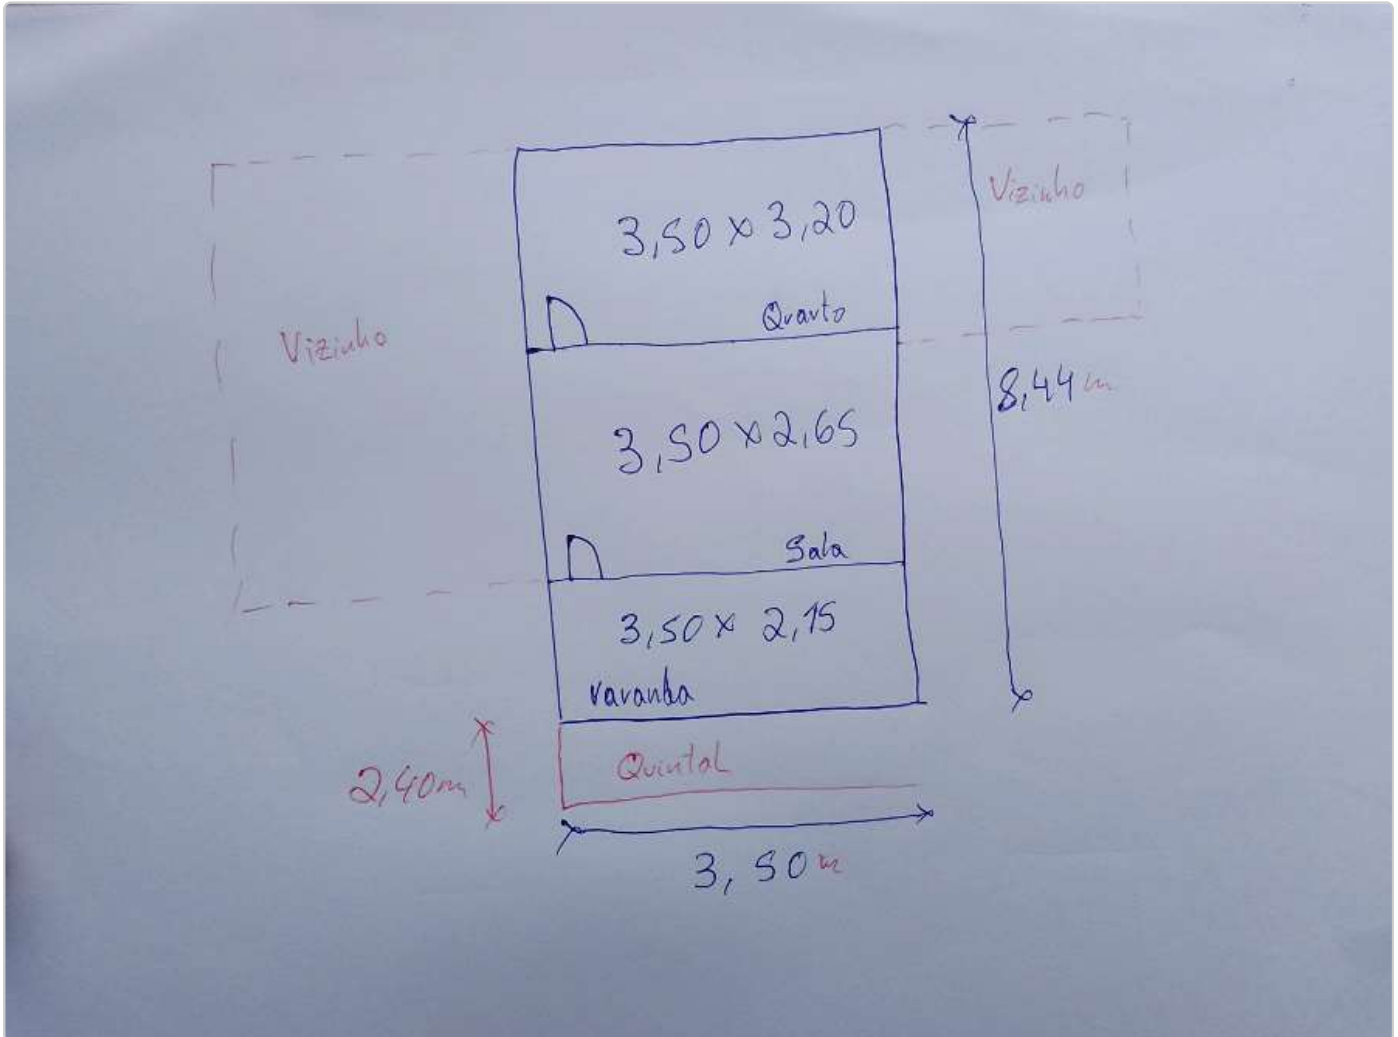 Vizinho
3,50 x 3,20
Quarto
Vizinho
8,44m
3,50 x 2,65
Sala
3,50 x 2,15
varanda
2,40m
Quintal
3,50m